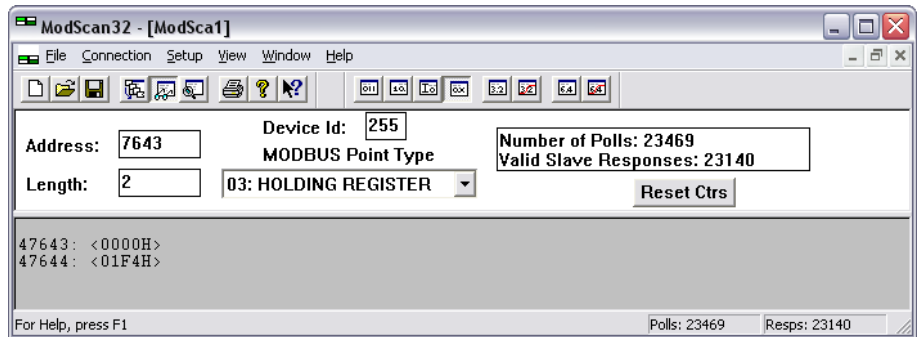 ModScan32 - [ModSca1]
File Connection Setup View Window Help
Address: 7643
Device Id: 255
MODBUS Point Type
Length: 2
03: HOLDING REGISTER
Number of Polls: 23469
Valid Slave Responses: 23140
Reset Ctrs
47643: <0000H>
47644: <01F4H>
For Help, press F1
Polls: 23469
Resps: 23140